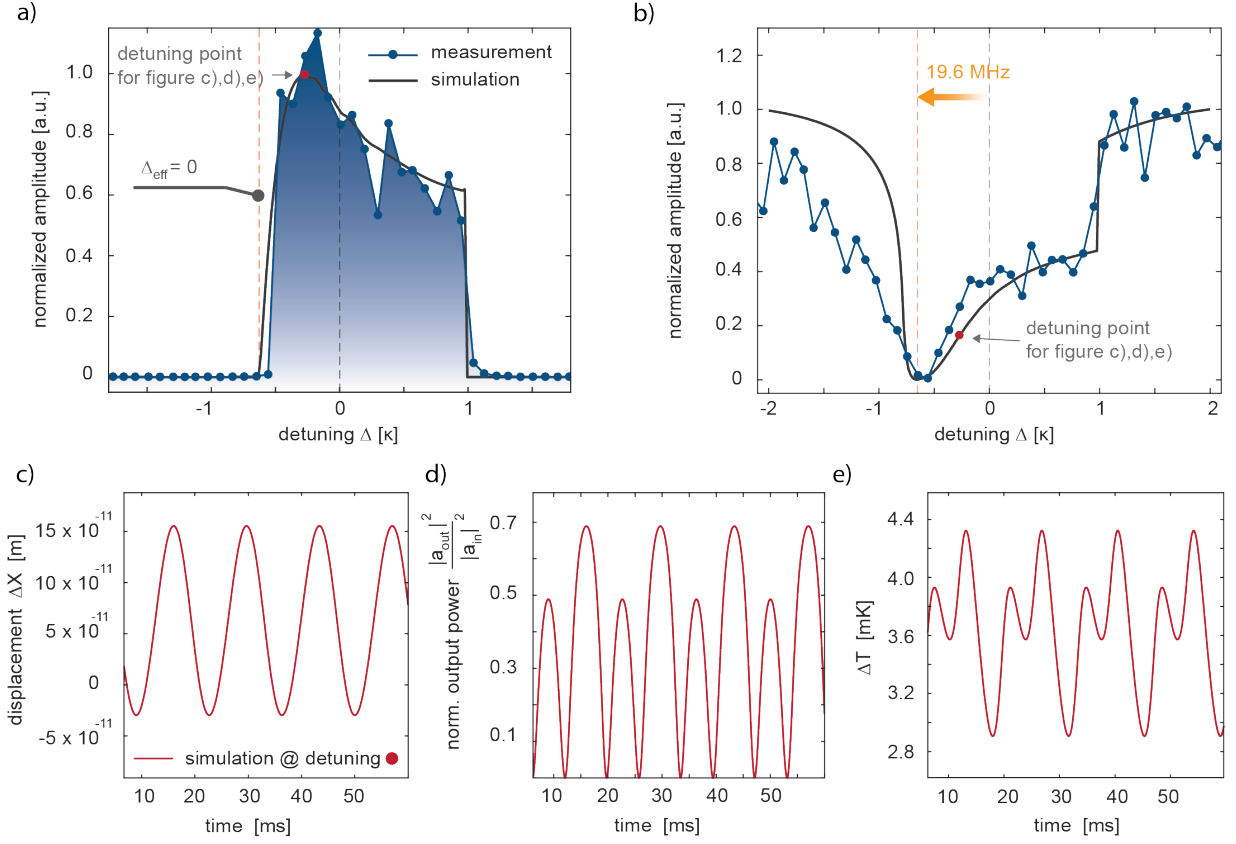 a)
detuning point
for figure c),d),e)
measurement
simulation
Δeff = 0
normalized amplitude [a.u.]
1.0
0.8
0.6
0.4
0.2
0
-1
0
1
detuning Δ [κ]
b)
19.6 MHz
detuning point
for figure c),d),e)
normalized amplitude [a.u.]
1.2
1.0
0.8
0.6
0.4
0.2
0
-2
-1
0
1
2
detuning Δ [κ]
c)
displacement ΔX [m]
15 x 10⁻¹¹
10 x 10⁻¹¹
5 x 10⁻¹¹
0
-5 x 10⁻¹¹
simulation @ detuning
10
20
30
40
50
time [ms]
d)
norm. output power |aout|² / |ain|²
0.7
0.5
0.3
0.1
10
20
30
40
50
time [ms]
e)
ΔT [mK]
4.4
4.0
3.6
3.2
2.8
10
20
30
40
50
time [ms]